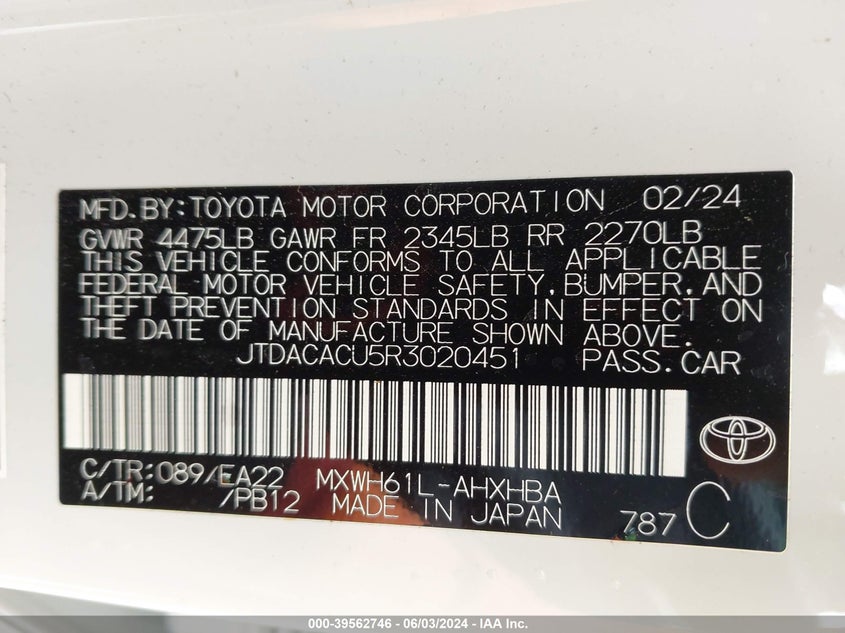 MFD.BY:TOYOTA MOTOR CORPORATION 02/24
GVWR 4475LB GAWR FR 2345LB RR 2270LB
THIS VEHICLE CONFORMS TO ALL APPLICABLE
FEDERAL MOTOR VEHICLE SAFETY,BUMPER,AND
THEFT PREVENTION STANDARDS IN EFFECT ON
THE DATE OF MANUFACTURE SHOWN ABOVE.
JTDACACU5R3020451 PASS.CAR
C/TR:089/EA22 MXWH61L-AHXHBA
A/TM: /PB12 MADE IN JAPAN 787 C
000-39562746 - 06/03/2024 - IAA Inc.